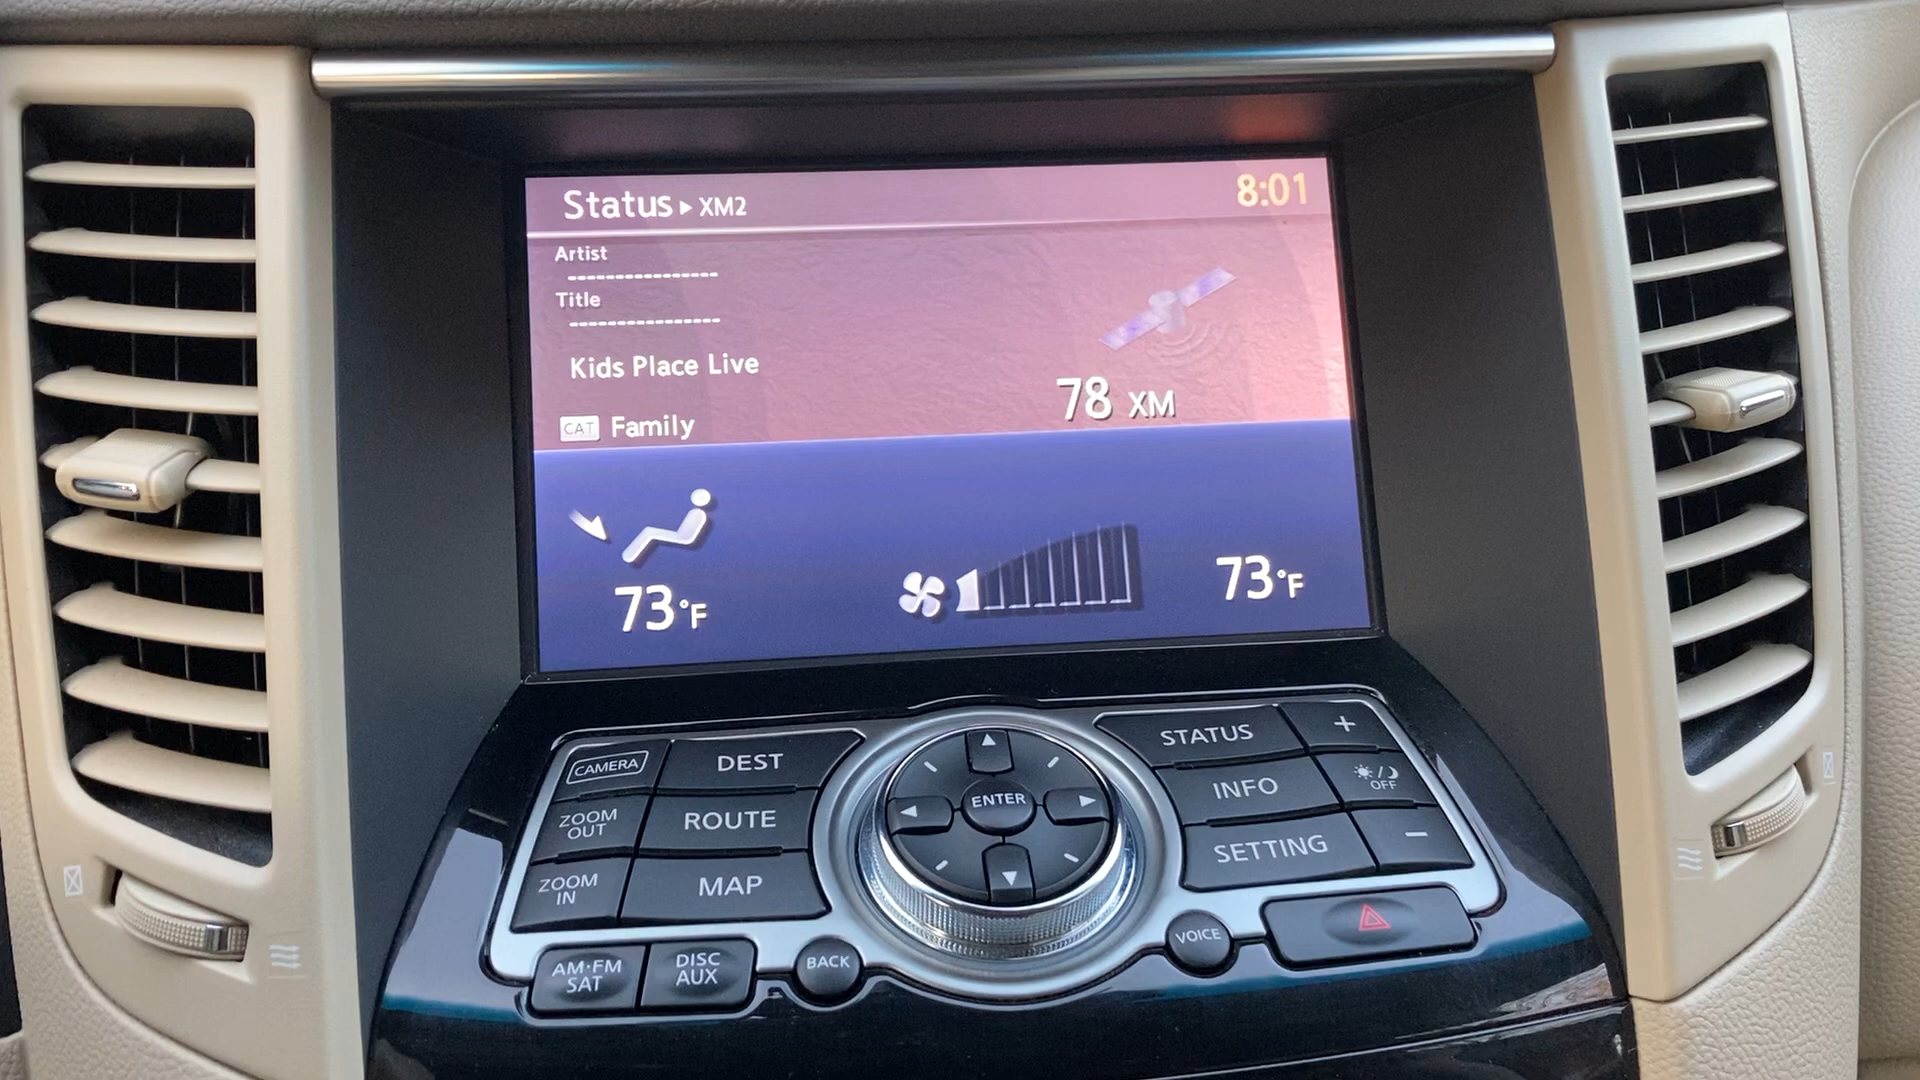 Status ▶ XM2
8:01
Artist
----------------
Title
----------------
Kids Place Live
78 XM
CAT Family
73°F
73°F
CAMERA
DEST
ZOOM
OUT
ROUTE
ZOOM
IN
MAP
ENTER
STATUS
+
INFO
OFF
SETTING
−
AM·FM
SAT
DISC
AUX
BACK
VOICE